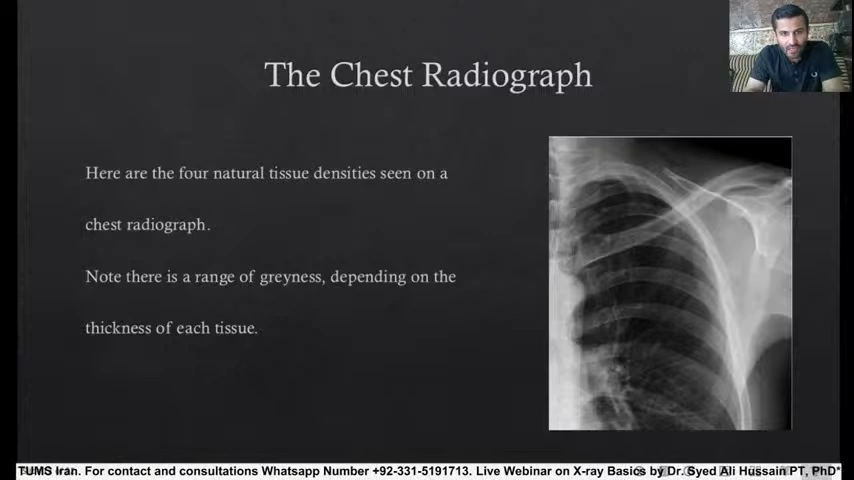 The Chest Radiograph
Here are the four natural tissue densities seen on a
chest radiograph.
Note there is a range of greyness, depending on the
thickness of each tissue.
TUMS Iran. For contact and consultations Whatsapp Number +92-331-5191713. Live Webinar on X-ray Basics by Dr. Syed Ali Hussain PT, PhD*